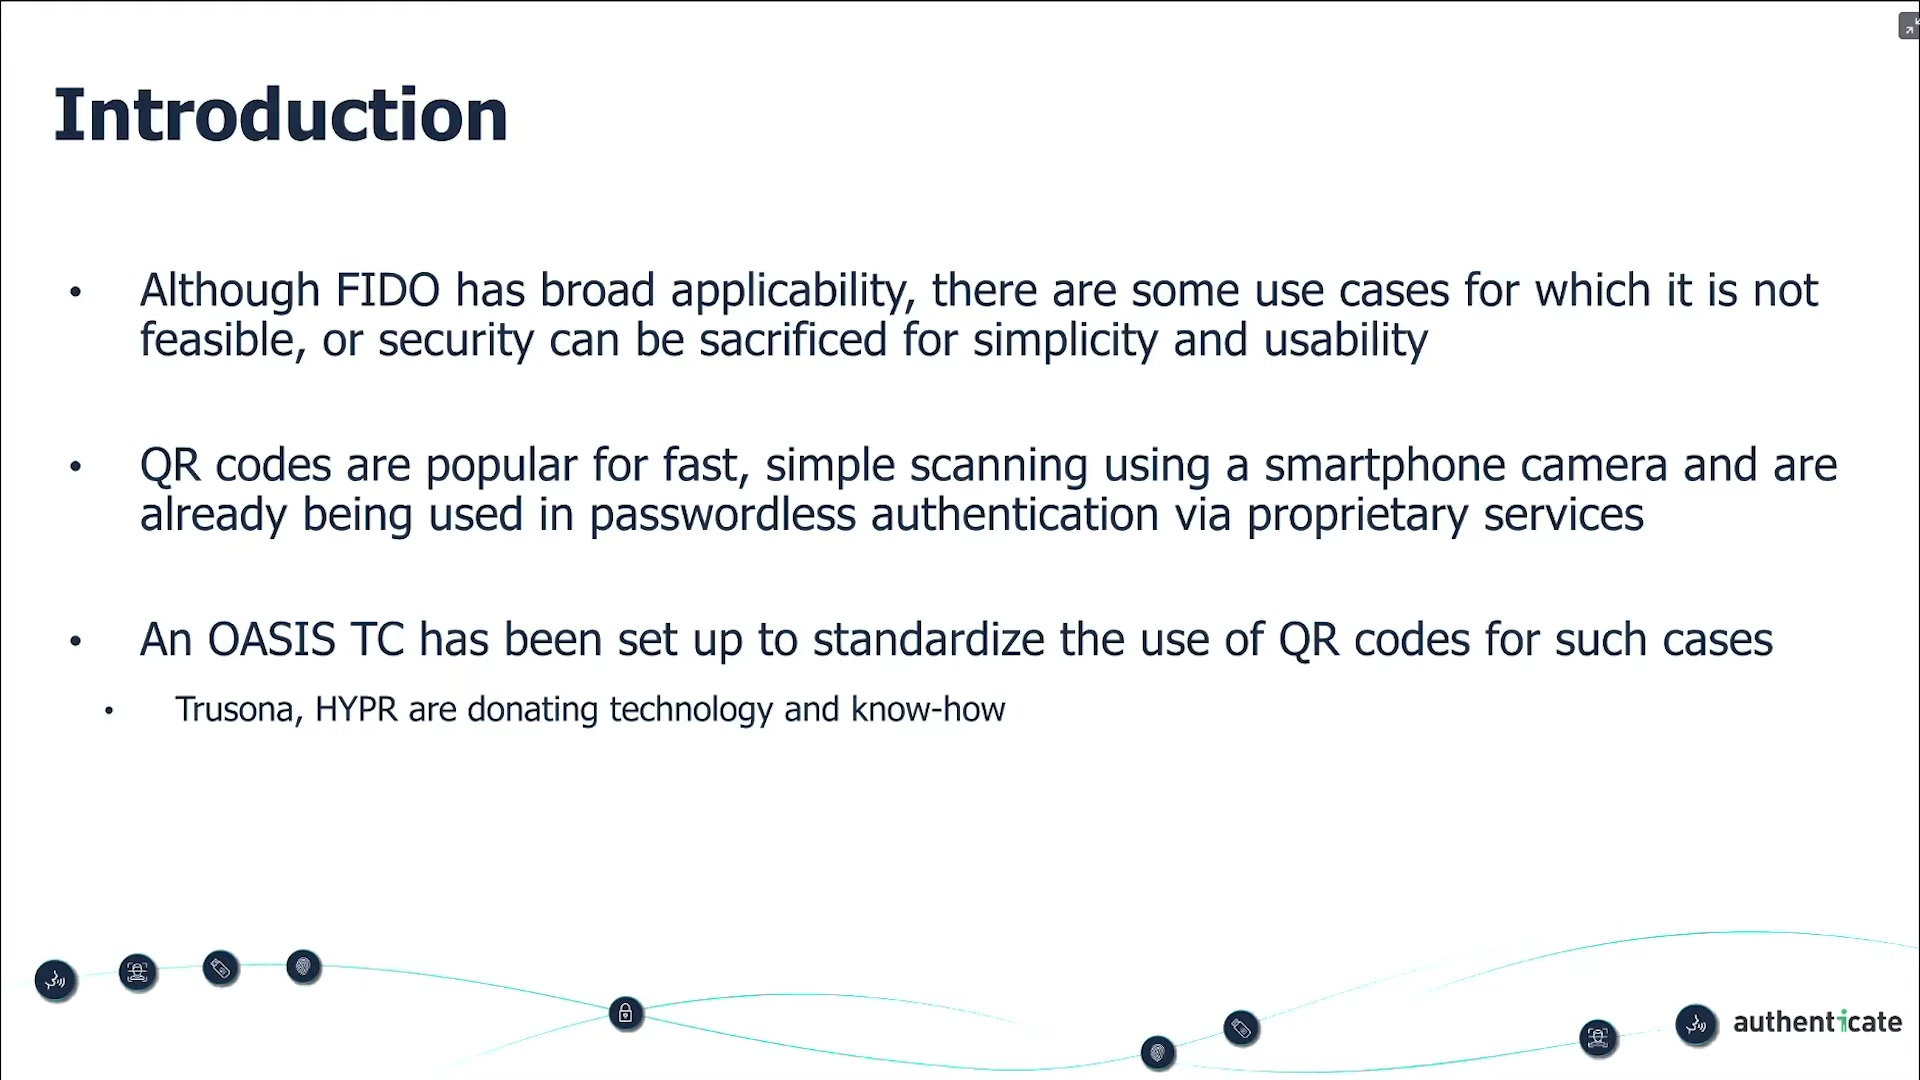 Introduction
• Although FIDO has broad applicability, there are some use cases for which it is not
feasible, or security can be sacrificed for simplicity and usability
• QR codes are popular for fast, simple scanning using a smartphone camera and are
already being used in passwordless authentication via proprietary services
• An OASIS TC has been set up to standardize the use of QR codes for such cases
• Trusona, HYPR are donating technology and know-how
authenticate